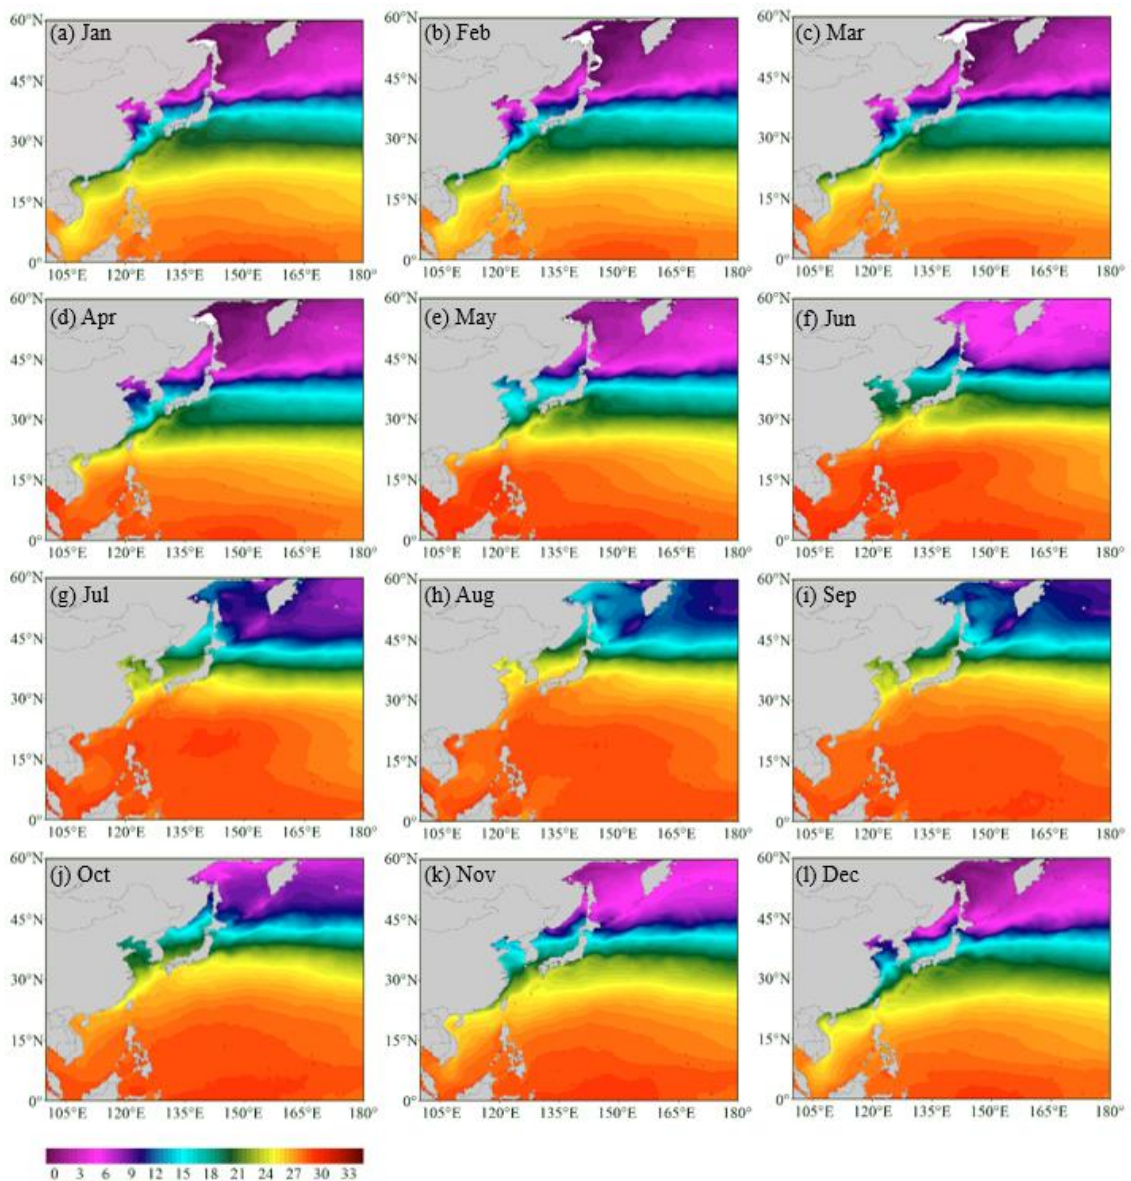 60°N (a) Jan (b) Feb (c) Mar
45°N 45°N 45°N
30°N 30°N 30°N
15°N 15°N 15°N
0° 0° 0°
105°E 120°E 135°E 150°E 165°E 180° 105°E 120°E 135°E 150°E 165°E 180° 105°E 120°E 135°E 150°E 165°E 180°
60°N (d) Apr 60°N (e) May 60°N (f) Jun
45°N 45°N 45°N
30°N 30°N 30°N
15°N 15°N 15°N
0° 0° 0°
105°E 120°E 135°E 150°E 165°E 180° 105°E 120°E 135°E 150°E 165°E 180° 105°E 120°E 135°E 150°E 165°E 180°
60°N (g) Jul 60°N (h) Aug 60°N (i) Sep
45°N 45°N 45°N
30°N 30°N 30°N
15°N 15°N 15°N
0° 0° 0°
105°E 120°E 135°E 150°E 165°E 180° 105°E 120°E 135°E 150°E 165°E 180° 105°E 120°E 135°E 150°E 165°E 180°
60°N (j) Oct 60°N (k) Nov 60°N (l) Dec
45°N 45°N 45°N
30°N 30°N 30°N
15°N 15°N 15°N
0° 0° 0°
105°E 120°E 135°E 150°E 165°E 180° 105°E 120°E 135°E 150°E 165°E 180° 105°E 120°E 135°E 150°E 165°E 180°
0 3 6 9 12 15 18 21 24 27 30 33